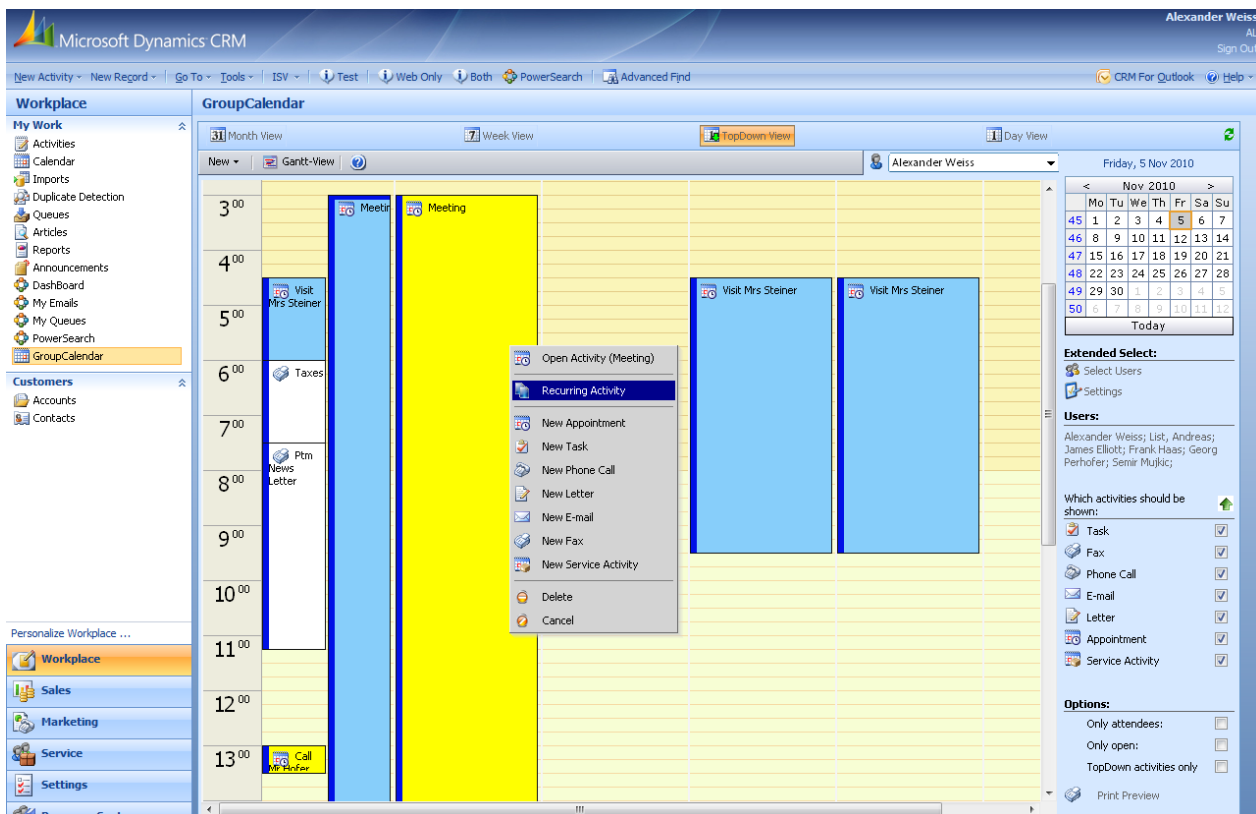 Alexander Weiss
Microsoft Dynamics CRM
Sign Out
New Activity New Record Go To Tools ISV Test Web Only Both PowerSearch Advanced Find CRM For Outlook Help
Workplace
GroupCalendar
My Work
Activities
Calendar
Imports
Duplicate Detection
Queues
Articles
Reports
Announcements
DashBoard
My Emails
My Queues
PowerSearch
GroupCalendar
Customers
Accounts
Contacts
Personalize Workplace ...
Workplace
Sales
Marketing
Service
Settings
31 Month View 7 Week View TopDown View 1 Day View
New Gantt-View Alexander Weiss
3 00
4 00
5 00
6 00
7 00
8 00
9 00
10 00
11 00
12 00
13 00
Visit
Mrs Steiner
Taxes
Ptm
News
Letter
Call
Mr Hofer
Meetin
Meeting
Visit Mrs Steiner
Visit Mrs Steiner
Open Activity (Meeting)
Recurring Activity
New Appointment
New Task
New Phone Call
New Letter
New E-mail
New Fax
New Service Activity
Delete
Cancel
Friday, 5 Nov 2010
< Nov 2010 >
Mo Tu We Th Fr Sa Su
45 1 2 3 4 5 6 7
46 8 9 10 11 12 13 14
47 15 16 17 18 19 20 21
48 22 23 24 25 26 27 28
49 29 30 1 2 3 4 5
50 6 7 8 9 10 11 12
Today
Extended Select:
Select Users
Settings
Users:
Alexander Weiss; List, Andreas;
James Elliott; Frank Haas; Georg
Perhofer; Semir Mujkic;
Which activities should be
shown:
Task
Fax
Phone Call
E-mail
Letter
Appointment
Service Activity
Options:
Only attendees:
Only open:
TopDown activities only
Print Preview